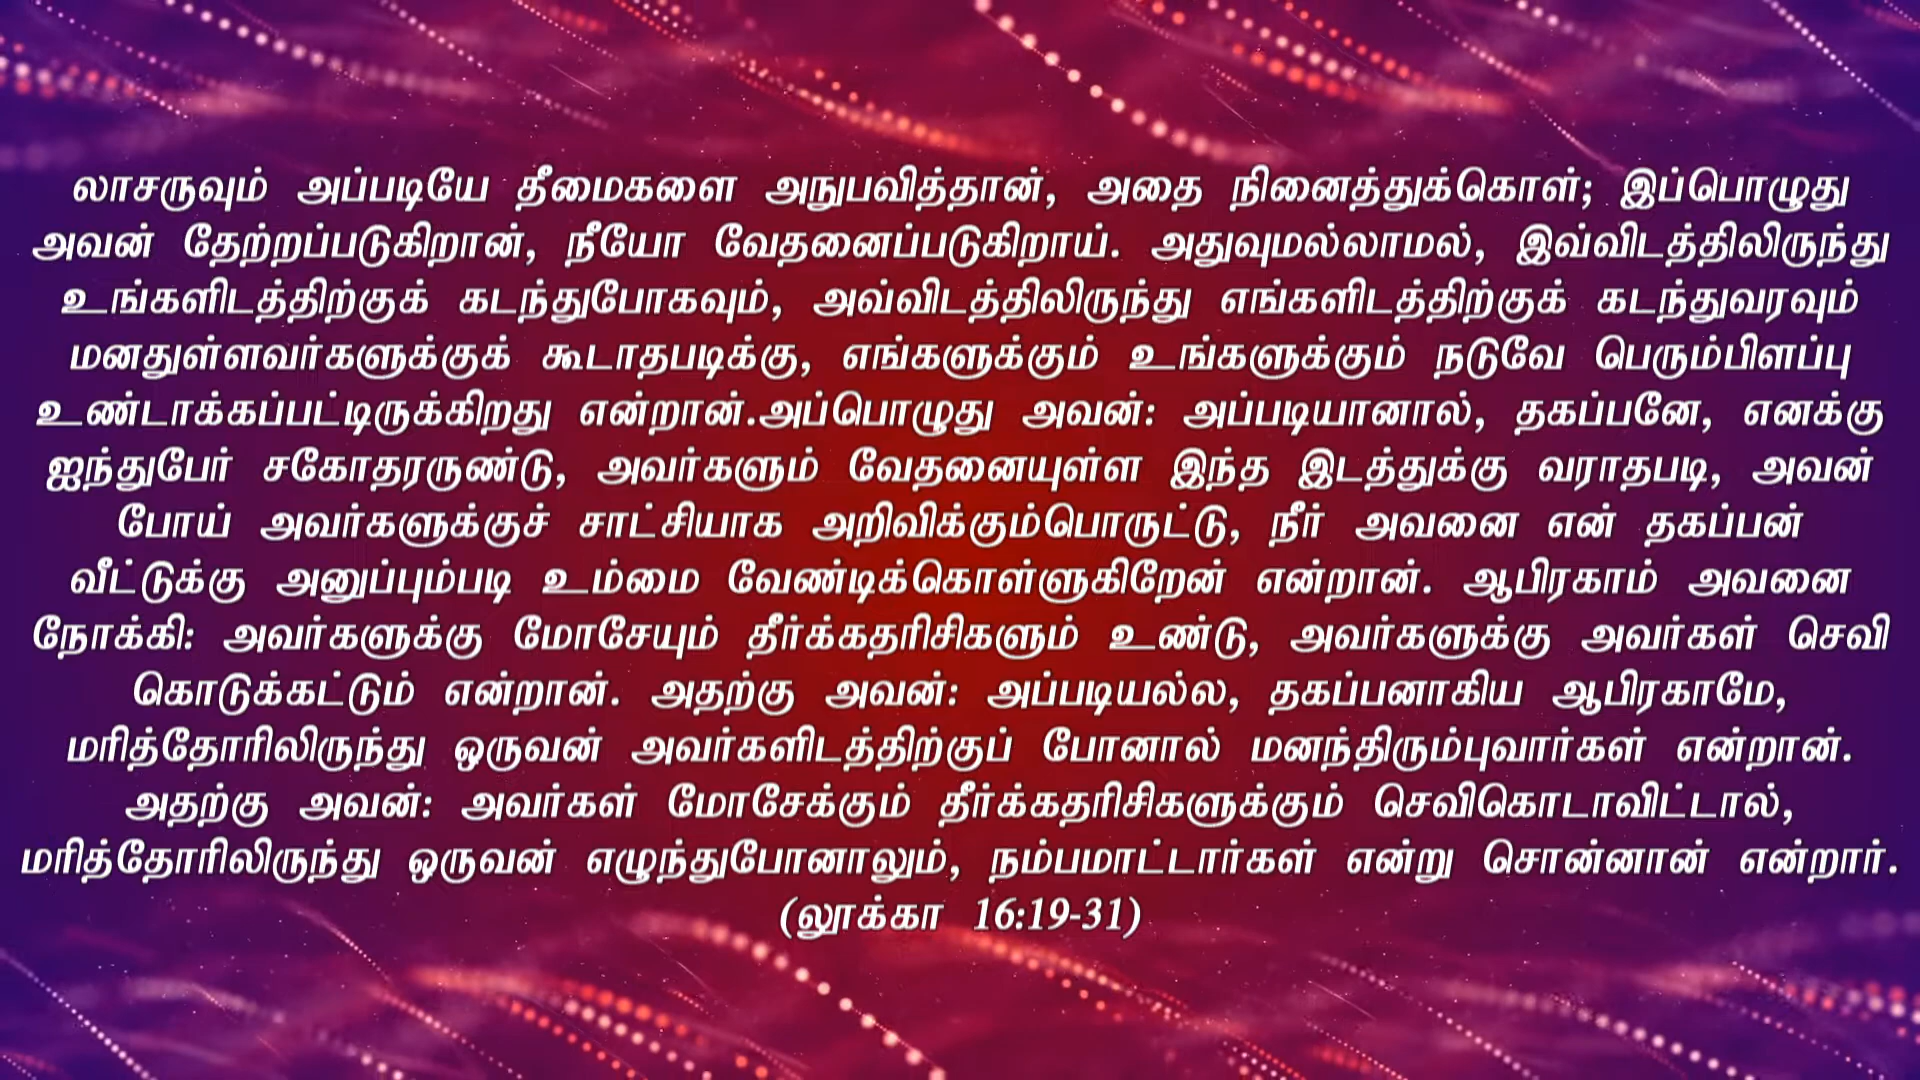 லாசருவும் அப்படியே தீமைகளை அநுபவித்தான், அதை நினைத்துக்கொள்; இப்பொழுது
அவன் தேற்றப்படுகிறான், நீயோ வேதனைப்படுகிறாய். அதுவுமல்லாமல், இவ்விடத்திலிருந்து
உங்களிடத்திற்குக் கடந்துபோகவும், அவ்விடத்திலிருந்து எங்களிடத்திற்குக் கடந்துவரவும்
மனதுள்ளவர்களுக்குக் கூடாதபடிக்கு, எங்களுக்கும் உங்களுக்கும் நடுவே பெரும்பிளப்பு
உண்டாக்கப்பட்டிருக்கிறது என்றான்.அப்பொழுது அவன்: அப்படியானால், தகப்பனே, எனக்கு
ஐந்துபேர் சகோதரருண்டு, அவர்களும் வேதனையுள்ள இந்த இடத்துக்கு வராதபடி, அவன்
போய் அவர்களுக்குச் சாட்சியாக அறிவிக்கும்பொருட்டு, நீர் அவனை என் தகப்பன்
வீட்டுக்கு அனுப்பும்படி உம்மை வேண்டிக்கொள்ளுகிறேன் என்றான். ஆபிரகாம் அவனை
நோக்கி: அவர்களுக்கு மோசேயும் தீர்க்கதரிசிகளும் உண்டு, அவர்களுக்கு அவர்கள் செவி
கொடுக்கட்டும் என்றான். அதற்கு அவன்: அப்படியல்ல, தகப்பனாகிய ஆபிரகாமே,
மரித்தோரிலிருந்து ஒருவன் அவர்களிடத்திற்குப் போனால் மனந்திரும்புவார்கள் என்றான்.
அதற்கு அவன்: அவர்கள் மோசேக்கும் தீர்க்கதரிசிகளுக்கும் செவிகொடாவிட்டால்,
மரித்தோரிலிருந்து ஒருவன் எழுந்துபோனாலும், நம்பமாட்டார்கள் என்று சொன்னான் என்றார்.
(லூக்கா 16:19-31)